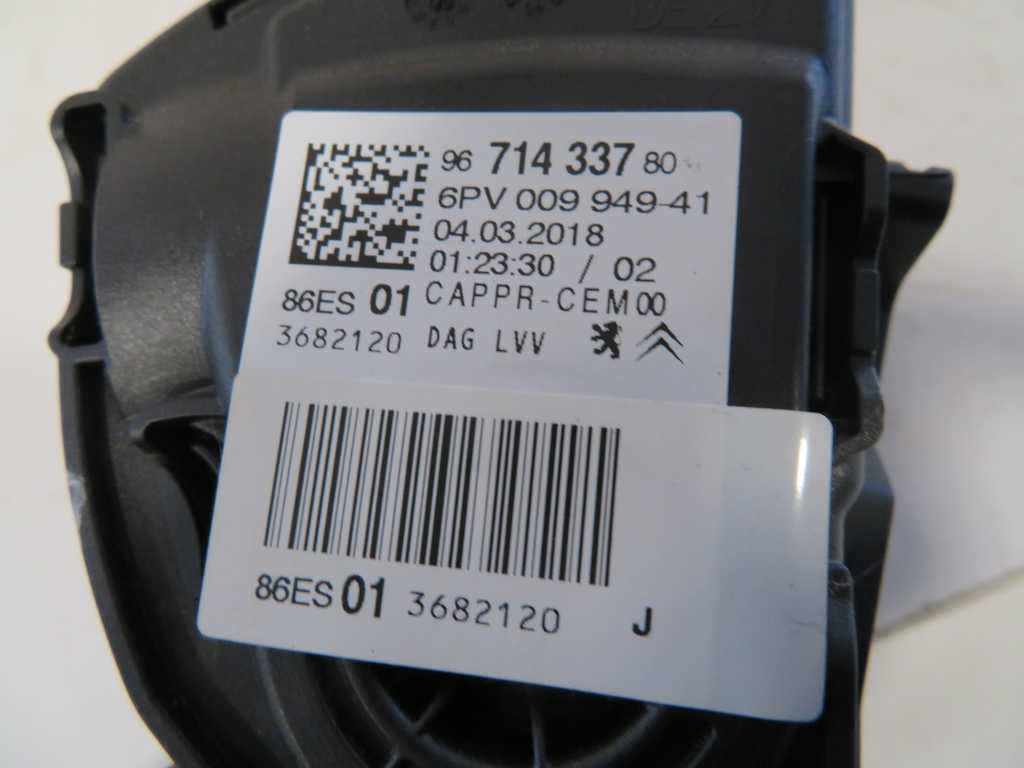 96 714 337 80
6PV 009 949-41
04.03.2018
01:23:30 / 02
86ES 01 CAPPR-CEM00
3682120 DAG LVV
86ES 01 3682120 J